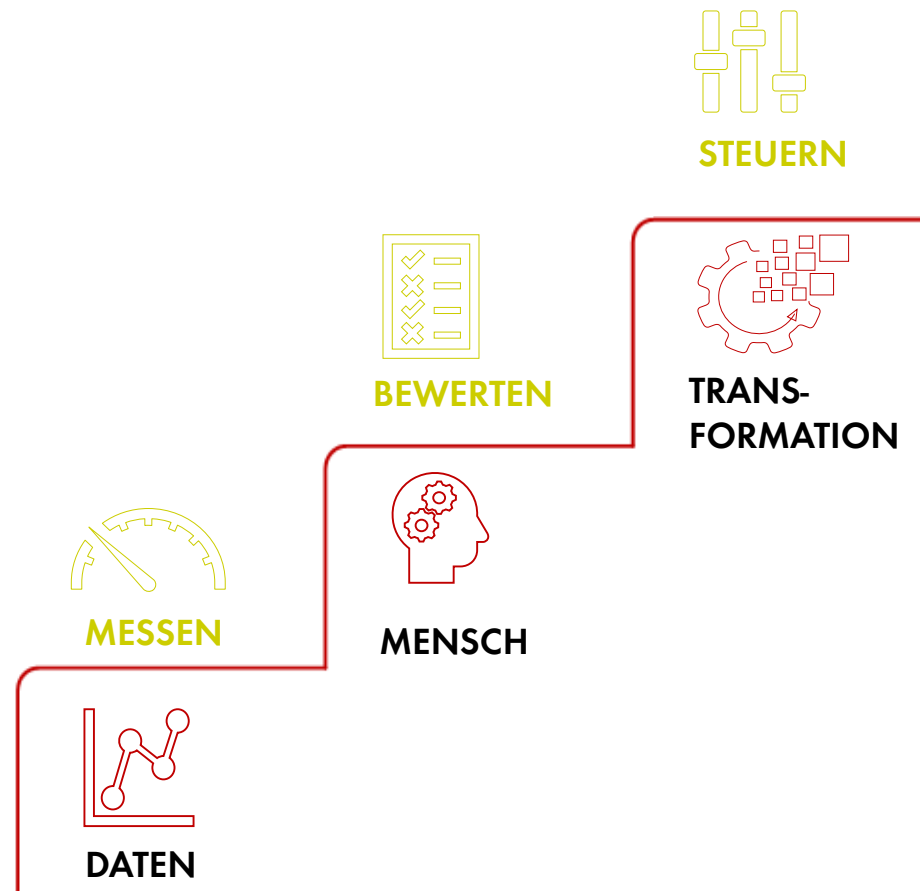 STEUERN
BEWERTEN
TRANS-
FORMATION
MESSEN
MENSCH
DATEN